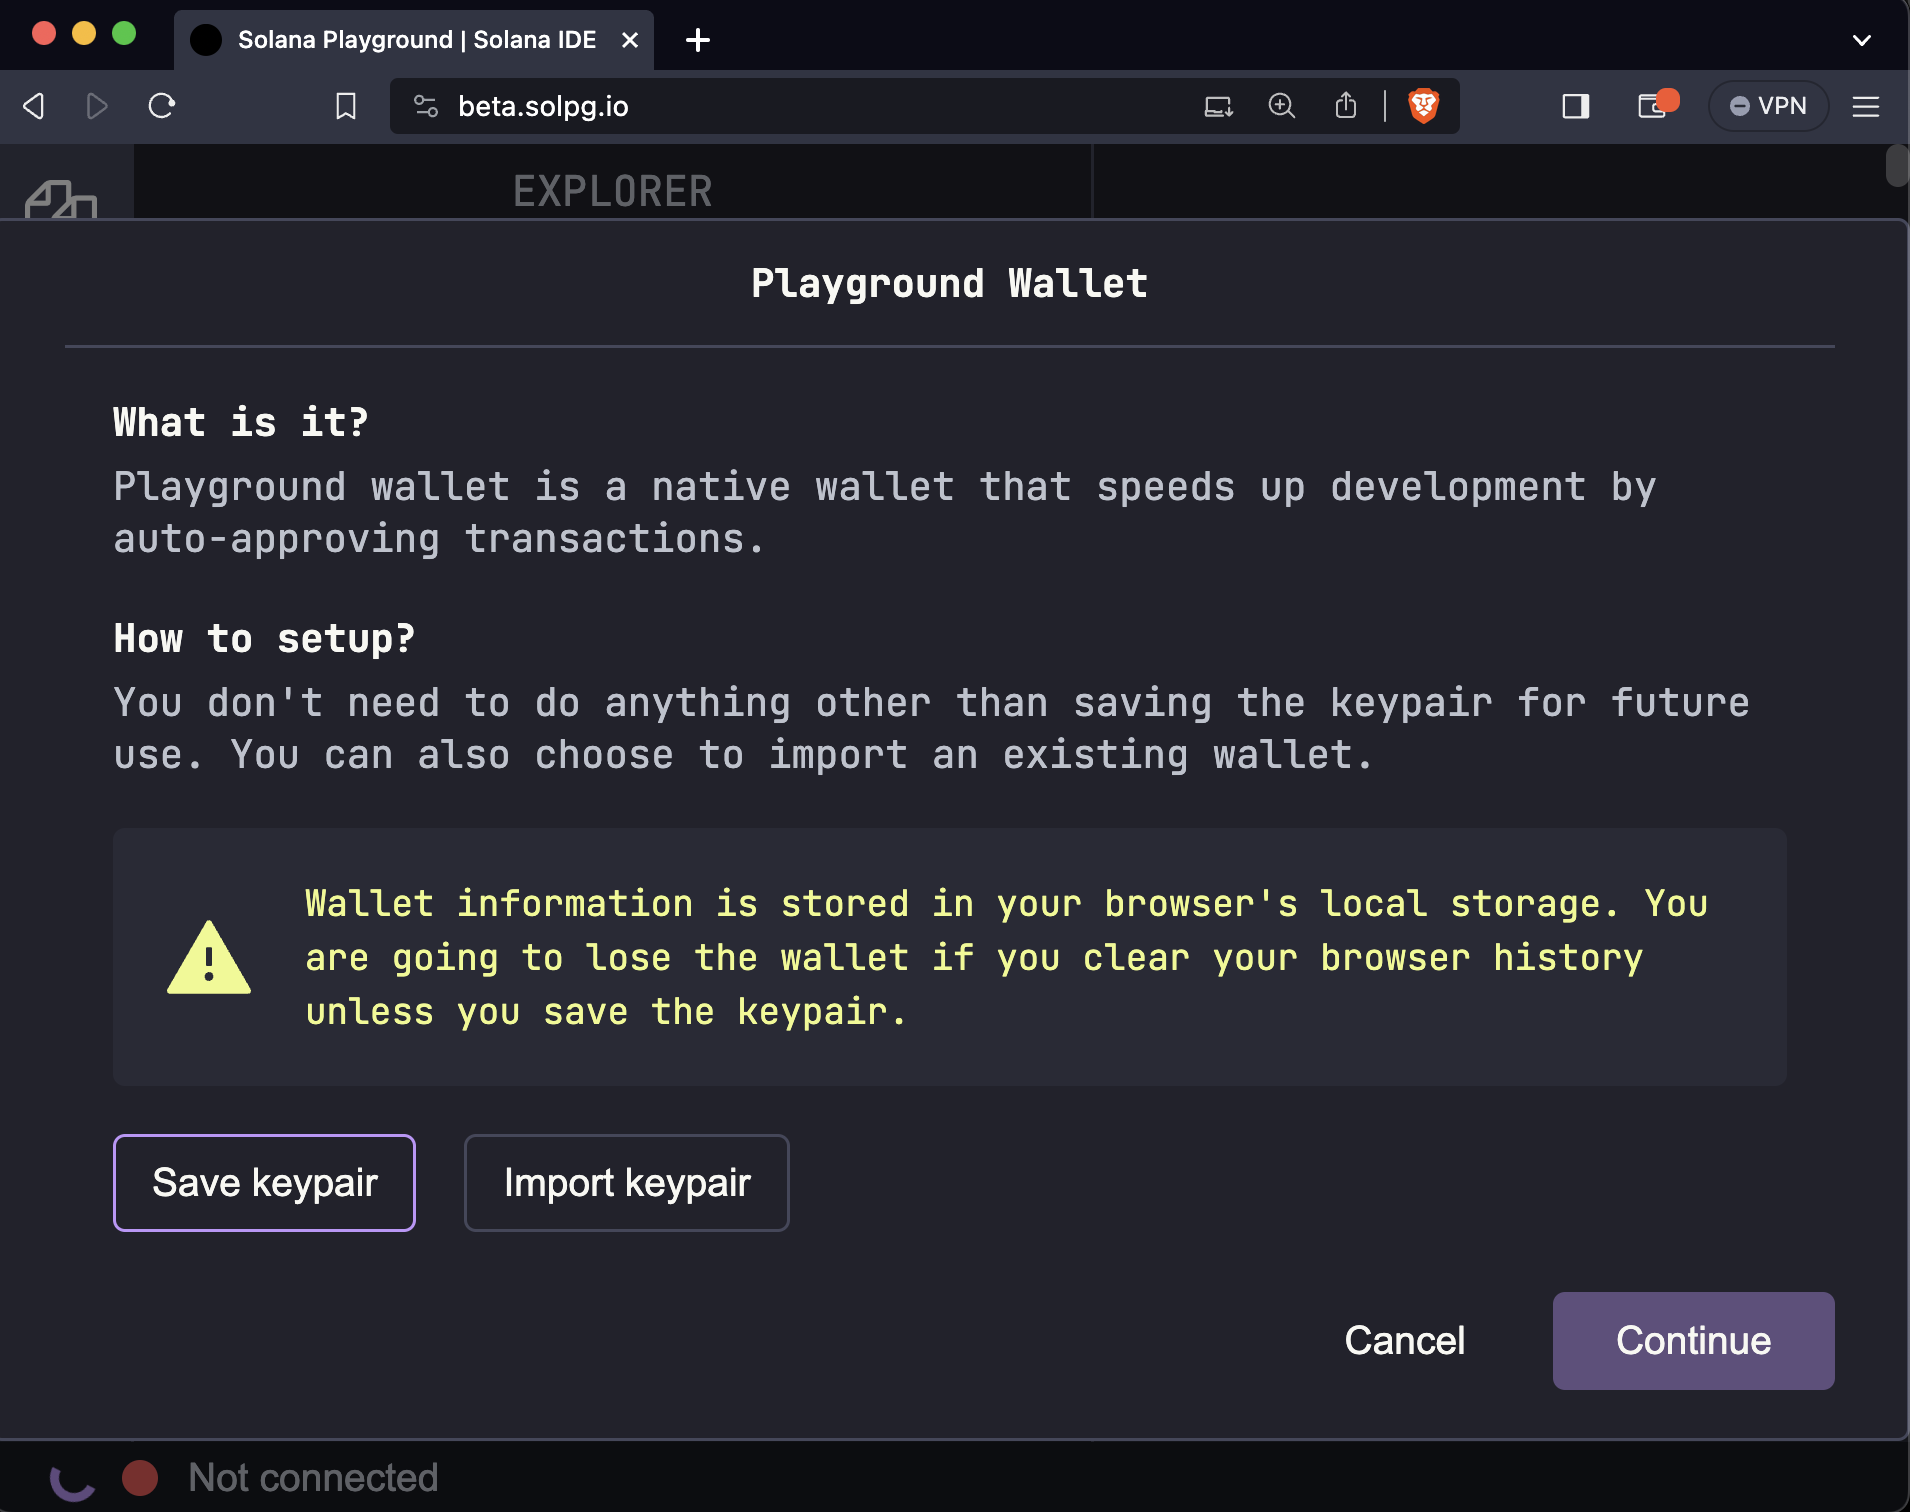 Solana Playground | Solana IDE
beta.solpg.io
VPN
EXPLORER
Playground Wallet
What is it?
Playground wallet is a native wallet that speeds up development by
auto-approving transactions.
How to setup?
You don't need to do anything other than saving the keypair for future
use. You can also choose to import an existing wallet.
Wallet information is stored in your browser's local storage. You
are going to lose the wallet if you clear your browser history
unless you save the keypair.
Save keypair
Import keypair
Cancel
Continue
Not connected